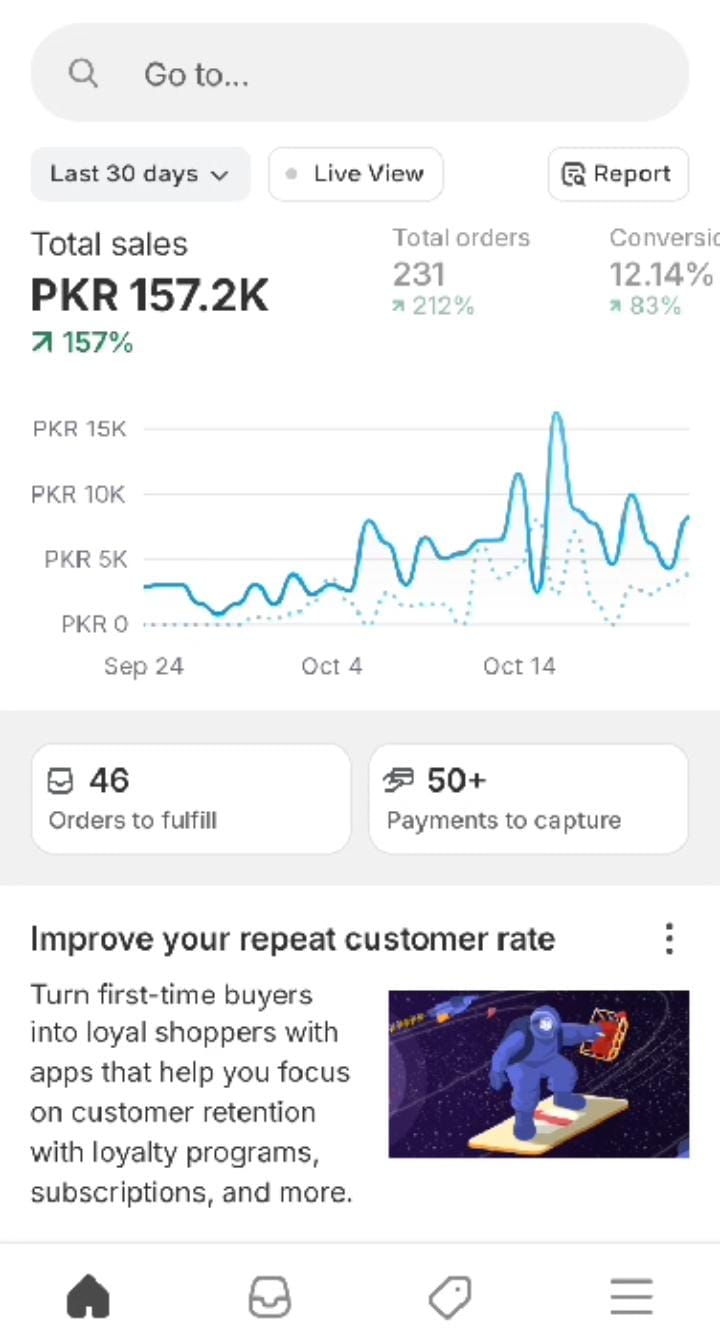 Go to...
Last 30 days
Live View
Report
Total sales
PKR 157.2K
157%
Total orders
231
212%
Conversio
12.14%
83%
PKR 15K
PKR 10K
PKR 5K
PKR 0
Sep 24
Oct 4
Oct 14
46
Orders to fulfill
50+
Payments to capture
Improve your repeat customer rate
Turn first-time buyers
into loyal shoppers with
apps that help you focus
on customer retention
with loyalty programs,
subscriptions, and more.